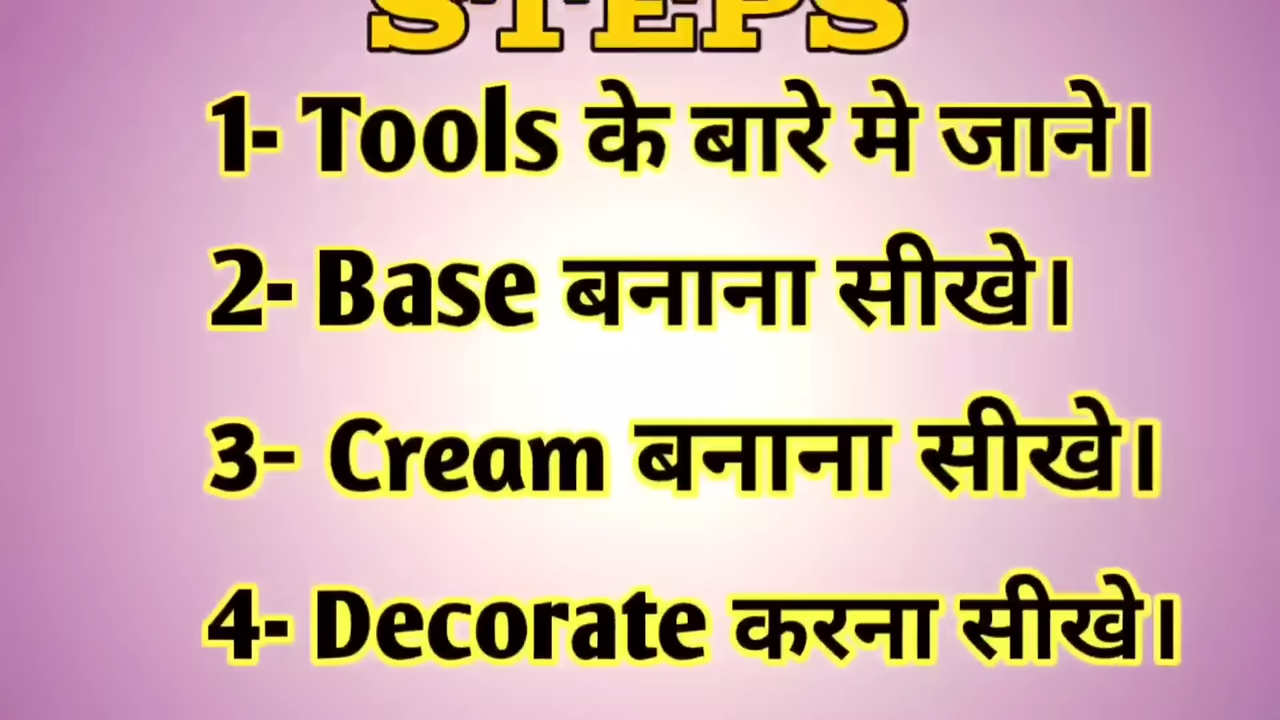 STEPS
1- Tools के बारे मे जाने।
2- Base बनाना सीखे।
3- Cream बनाना सीखे।
4- Decorate करना सीखे।